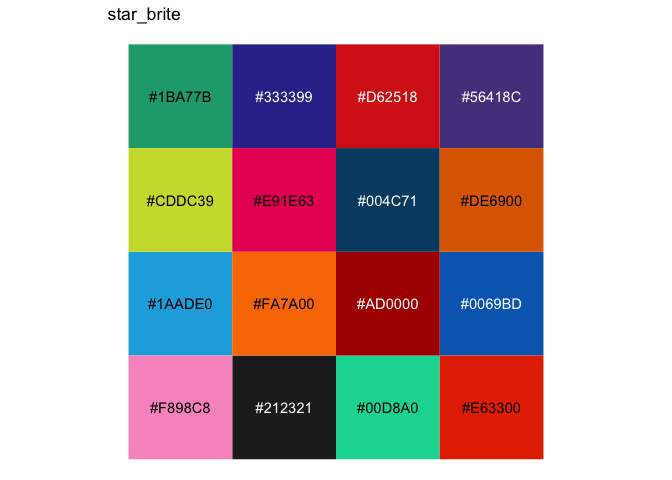 star_brite
#1BA77B #333399 #D62518 #56418C
#CDDC39 #E91E63 #004C71 #DE6900
#1AADE0 #FA7A00 #AD0000 #0069BD
#F898C8 #212321 #00D8A0 #E63300